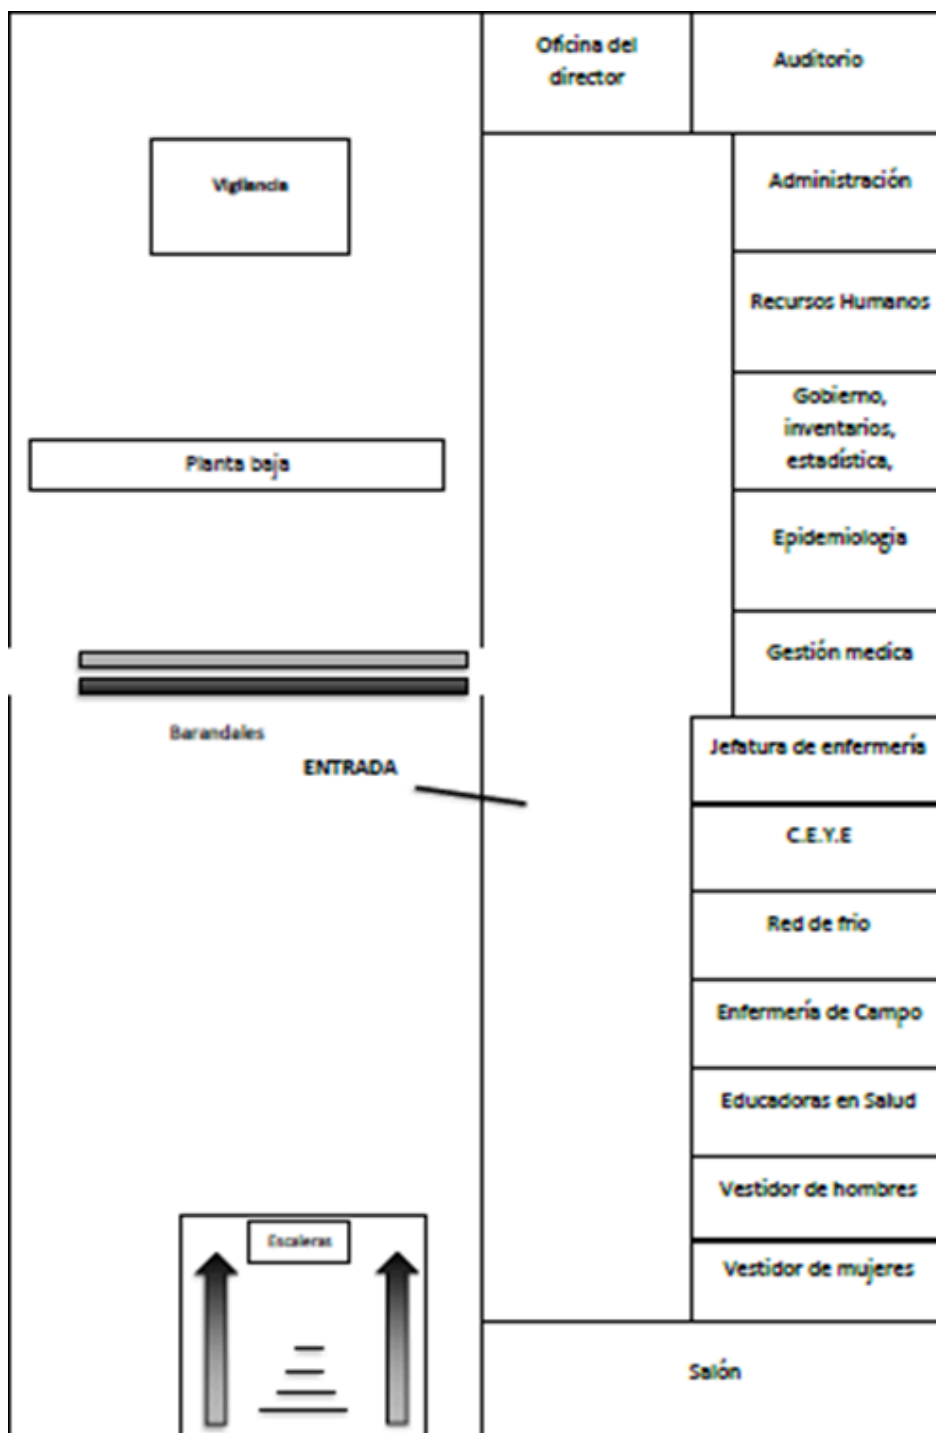 Oficina del
director
Auditorio
Vigilancia
Administración
Recursos Humanos
Gobierno,
inventarios,
estadística,
Planta baja
Epidemiologia
Gestión medica
Barandales
ENTRADA
Jefatura de enfermería
C.E.Y.E
Red de frio
Enfermería de Campo
Educadoras en Salud
Vestidor de hombres
Escaleras
Vestidor de mujeres
Salón